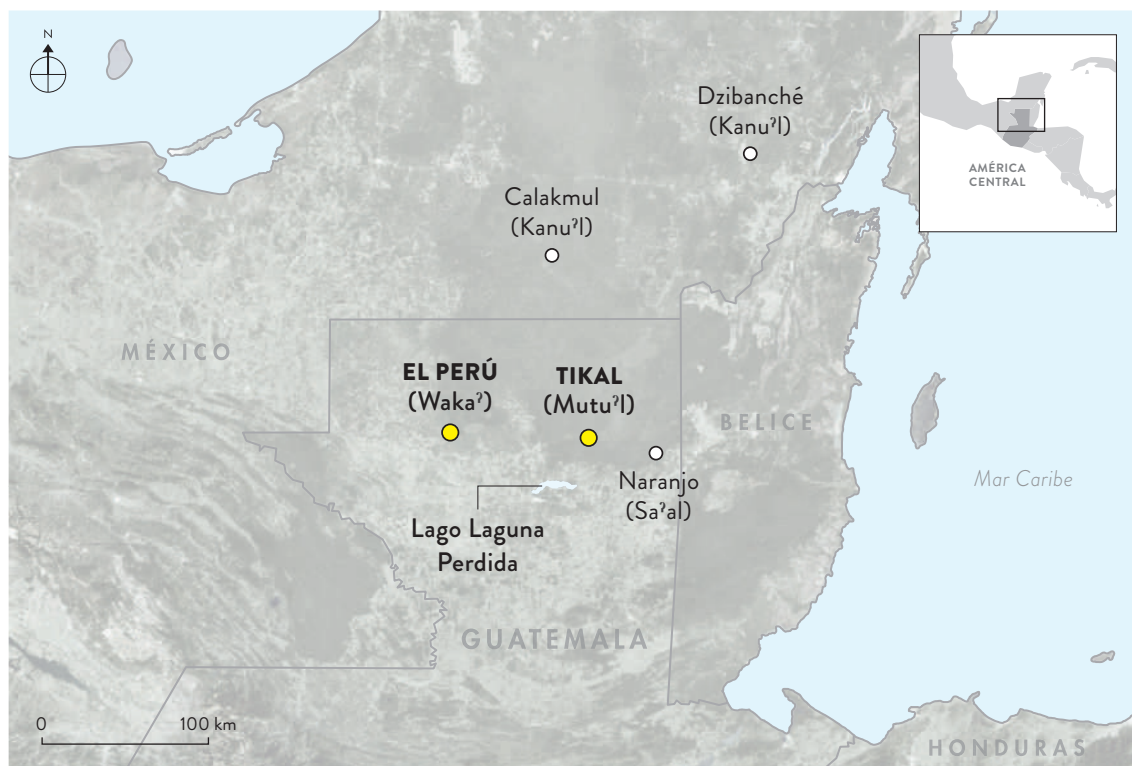 N
Dzibanché
(Kanuˀl)
AMÉRICA
CENTRAL
Calakmul
(Kanuˀl)
MÉXICO
EL PERÚ
(Wakaˀ)
TIKAL
(Mutuˀl)
BELICE
Naranjo
(Saˀal)
Mar Caribe
Lago Laguna
Perdida
GUATEMALA
0 100 km
HONDURAS